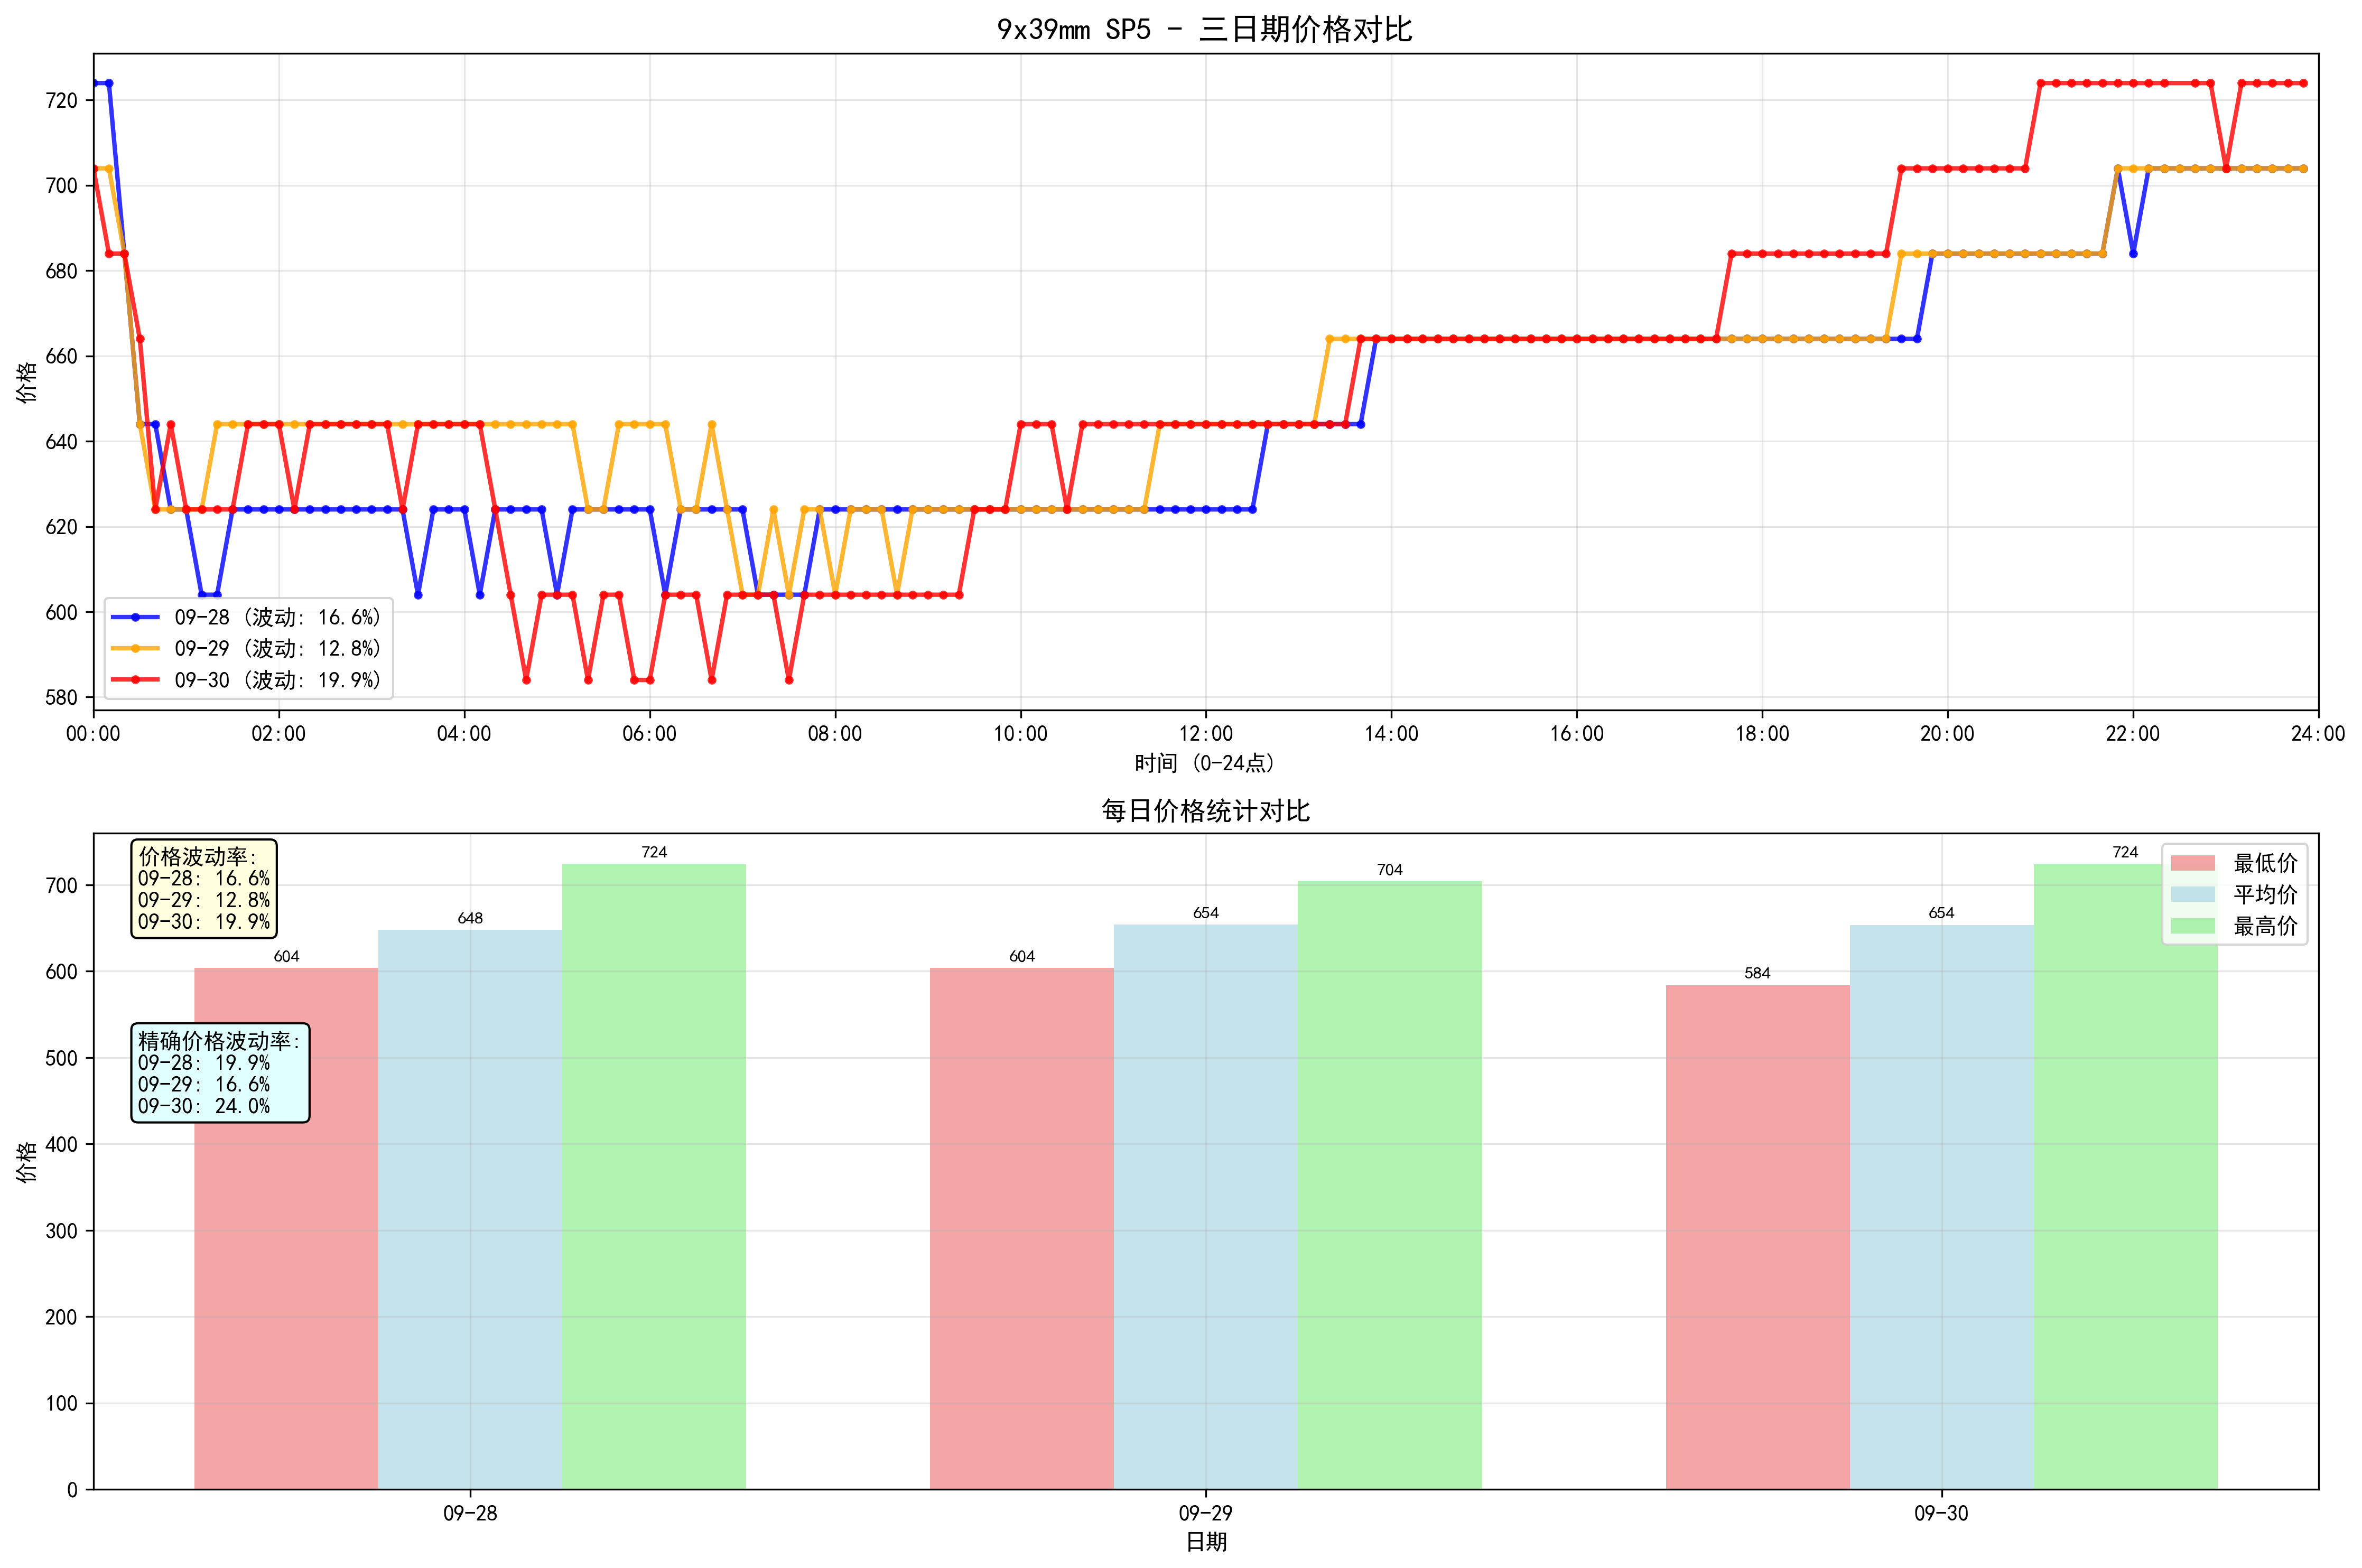 9x39mm SP5 - 三日期价格对比
价格
720
700
680
660
640
620
600
580
09-28 (波动: 16.6%)
09-29 (波动: 12.8%)
09-30 (波动: 19.9%)
00:00 02:00 04:00 06:00 08:00 10:00 12:00 14:00 16:00 18:00 20:00 22:00 24:00
时间 (0-24点)
每日价格统计对比
价格
700
600
500
400
300
200
100
0
价格波动率:
09-28: 16.6%
09-29: 12.8%
09-30: 19.9%
精确价格波动率:
09-28: 19.9%
09-29: 16.6%
09-30: 24.0%
604 648 724 604 654 704 584 654 724
最低价
平均价
最高价
09-28 09-29 09-30
日期